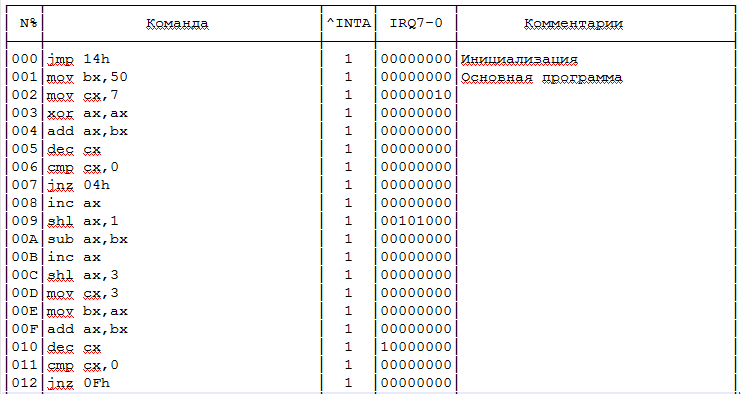 N% Команда ^INTA IRQ7-0 Комментарии
000 jmp 14h 1 00000000 Инициализация
001 mov bx,50 1 00000000 Основная программа
002 mov cx,7 1 00000010
003 xor ax,ax 1 00000000
004 add ax,bx 1 00000000
005 dec cx 1 00000000
006 cmp cx,0 1 00000000
007 jnz 04h 1 00000000
008 inc ax 1 00000000
009 shl ax,1 1 00101000
00A sub ax,bx 1 00000000
00B inc ax 1 00000000
00C shl ax,3 1 00000000
00D mov cx,3 1 00000000
00E mov bx,ax 1 00000000
00F add ax,bx 1 00000000
010 dec cx 1 10000000
011 cmp cx,0 1 00000000
012 jnz 0Fh 1 00000000